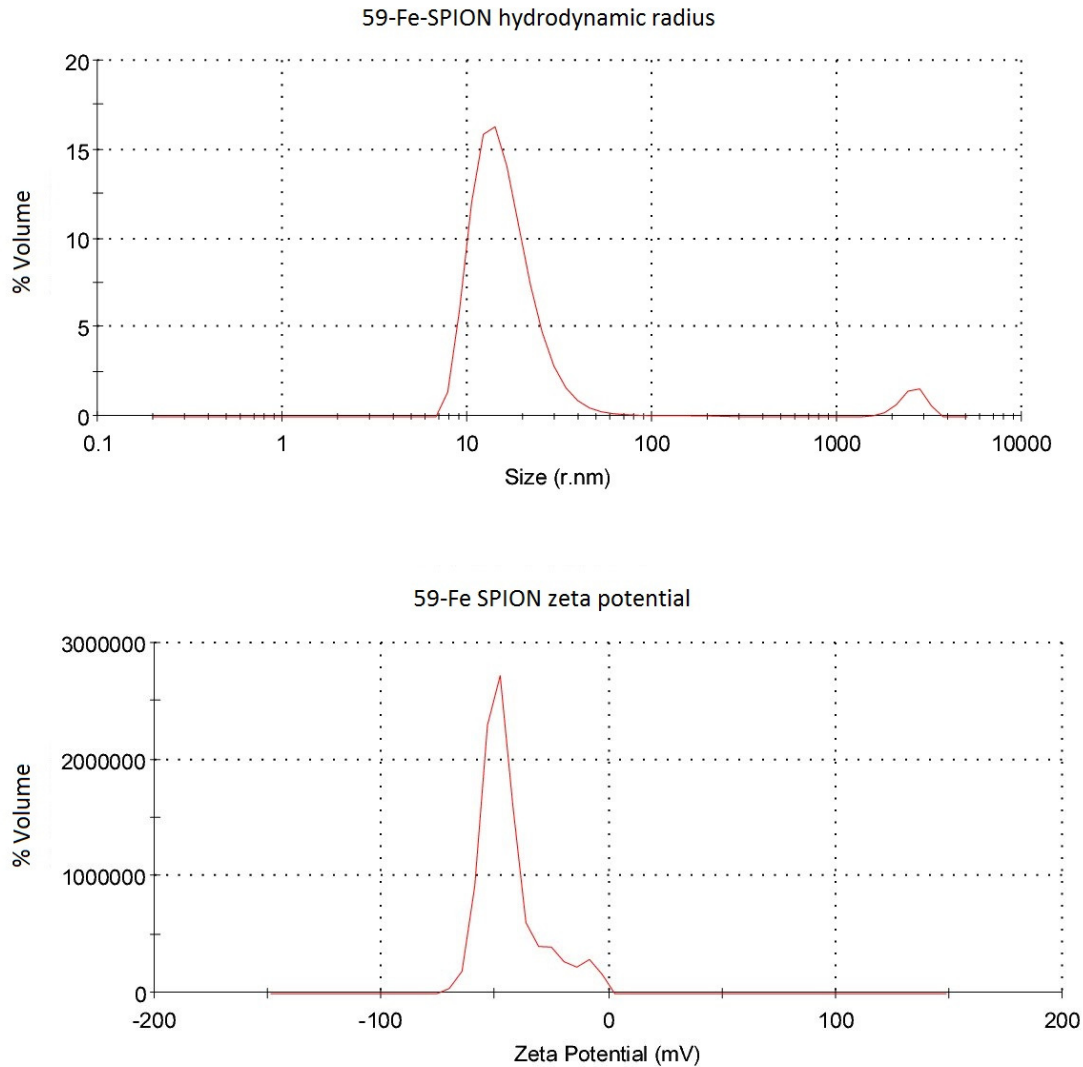 59-Fe-SPION hydrodynamic radius
20
15
10
5
0
% Volume
0.1 1 10 100 1000 10000
Size (r.nm)
59-Fe SPION zeta potential
3000000
2000000
1000000
0
% Volume
-200 -100 0 100 200
Zeta Potential (mV)